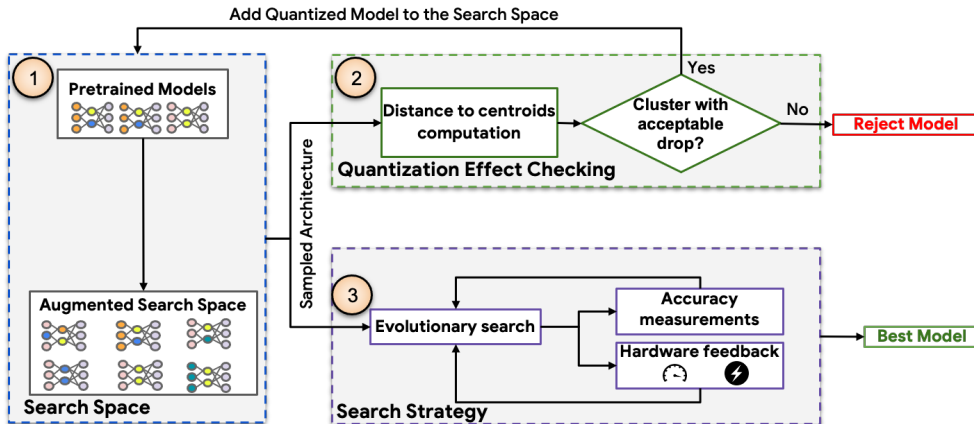 Add Quantized Model to the Search Space
1
Pretrained Models
Augmented Search Space
Search Space
Sampled Architecture
2
Distance to centroids
computation
Cluster with
acceptable
drop?
Yes
No
Reject Model
Quantization Effect Checking
3
Evolutionary search
Accuracy
measurements
Hardware feedback
Search Strategy
Best Model